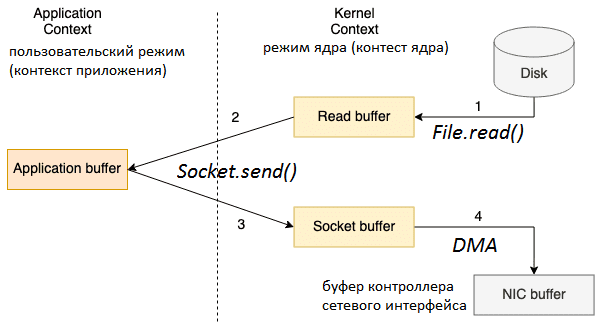 Application
Context
пользовательский режим
(контекст приложения)
Kernel
Context
режим ядра (контест ядра)
Disk
1
File.read()
Read buffer
2
Application buffer
Socket.send()
3
Socket buffer
4
DMA
буфер контроллера
сетевого интерфейса
NIC buffer